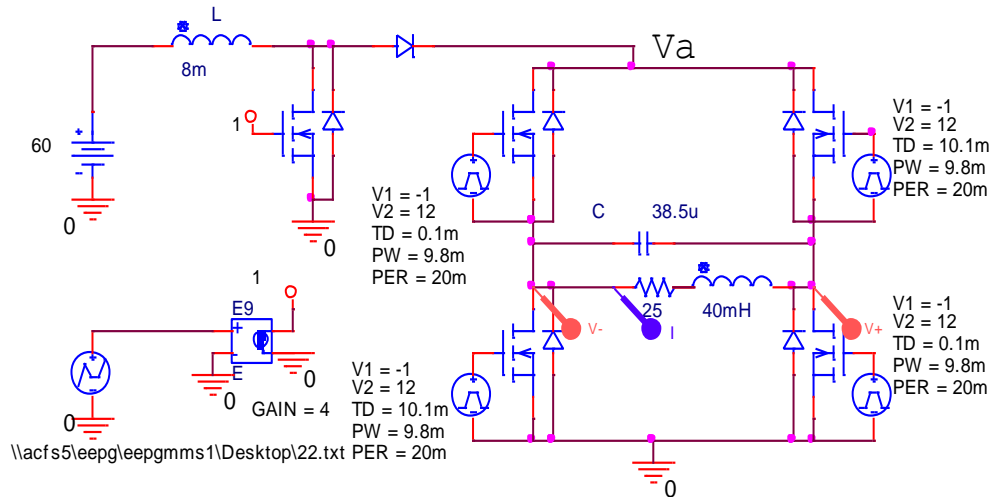 L
8m
Va
60
1
0
0
V1 = -1
V2 = 12
TD = 0.1m
PW = 9.8m
PER = 20m
V1 = -1
V2 = 12
TD = 10.1m
PW = 9.8m
PER = 20m
C 38.5u
25 40mH
V-
I
V+
1
E9
E
0
0
0
GAIN = 4
\\acfs5\eepg\eepgmms1\Desktop\22.txt
V1 = -1
V2 = 12
TD = 10.1m
PW = 9.8m
PER = 20m
V1 = -1
V2 = 12
TD = 0.1m
PW = 9.8m
PER = 20m
0